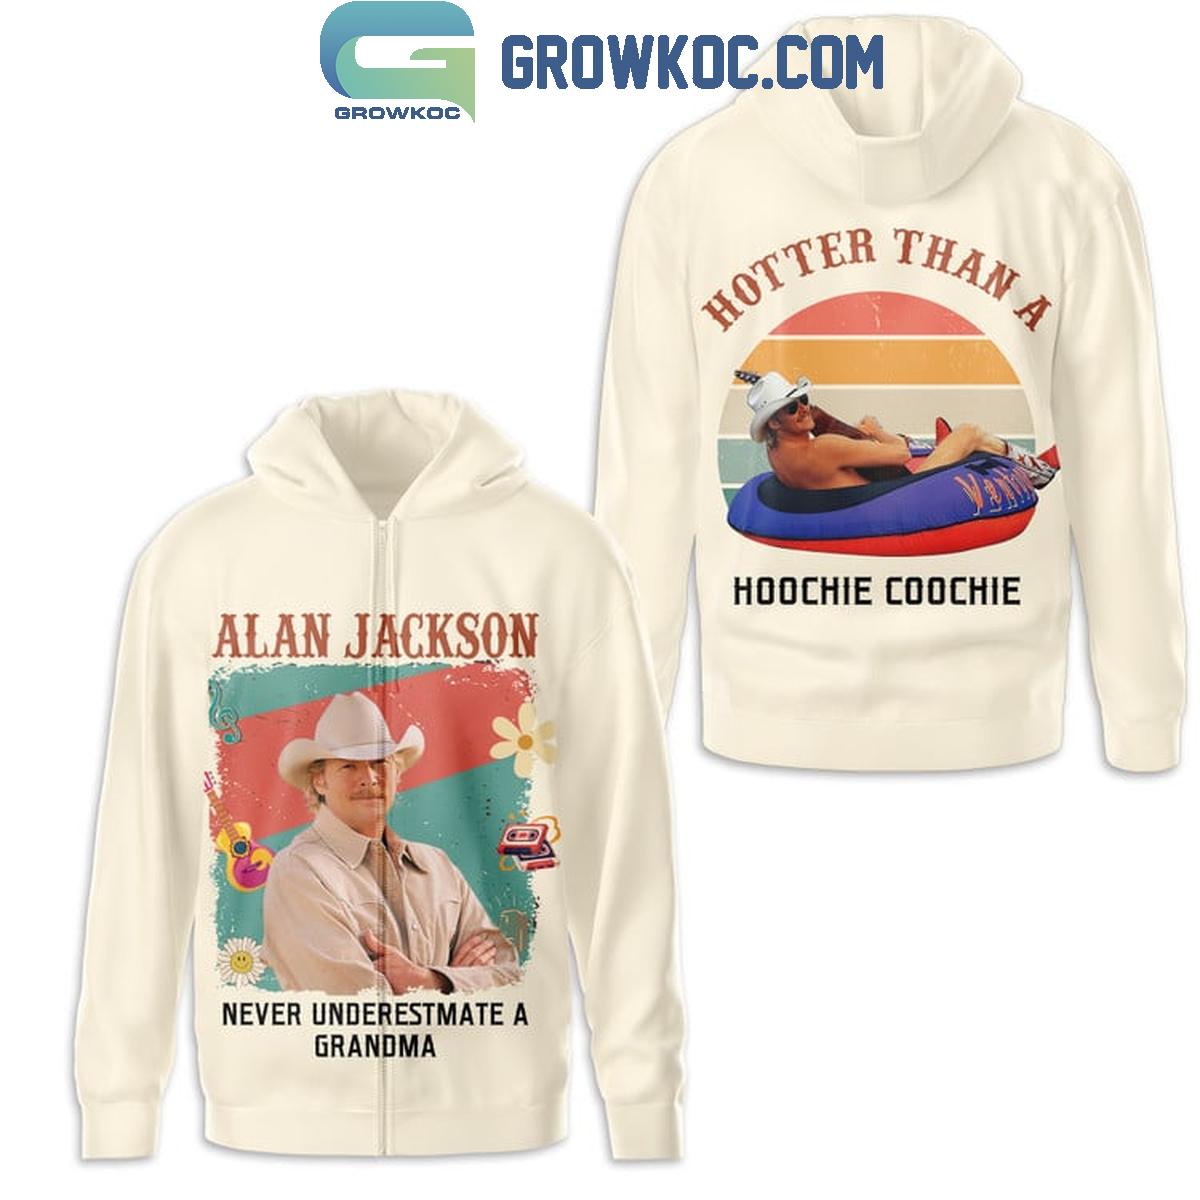 GROWKOC
GROWKOC.COM
HOTTER THAN A
HOOCHIE COOCHIE
ALAN JACKSON
NEVER UNDERESTMATE A
GRANDMA